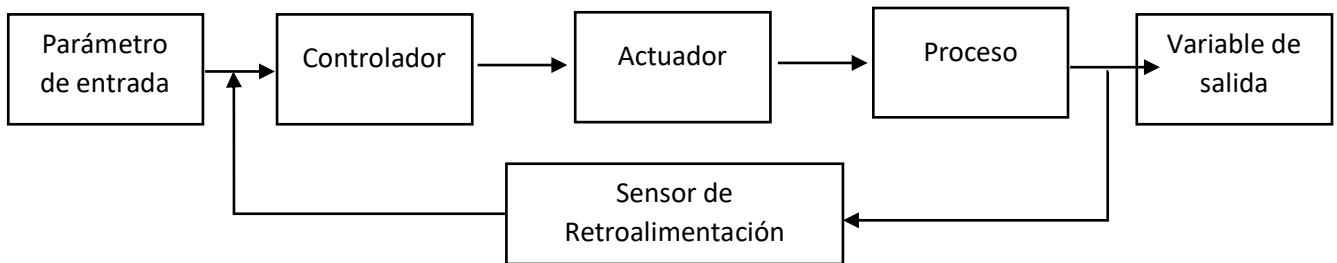 Parámetro
de entrada
Controlador
Actuador
Proceso
Variable de
salida
Sensor de
Retroalimentación